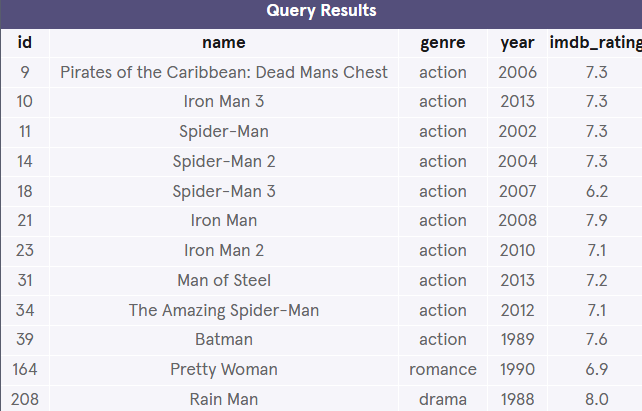 Query Results
id name genre year imdb_rating
9 Pirates of the Caribbean: Dead Mans Chest action 2006 7.3
10 Iron Man 3 action 2013 7.3
11 Spider-Man action 2002 7.3
14 Spider-Man 2 action 2004 7.3
18 Spider-Man 3 action 2007 6.2
21 Iron Man action 2008 7.9
23 Iron Man 2 action 2010 7.1
31 Man of Steel action 2013 7.2
34 The Amazing Spider-Man action 2012 7.1
39 Batman action 1989 7.6
164 Pretty Woman romance 1990 6.9
208 Rain Man drama 1988 8.0